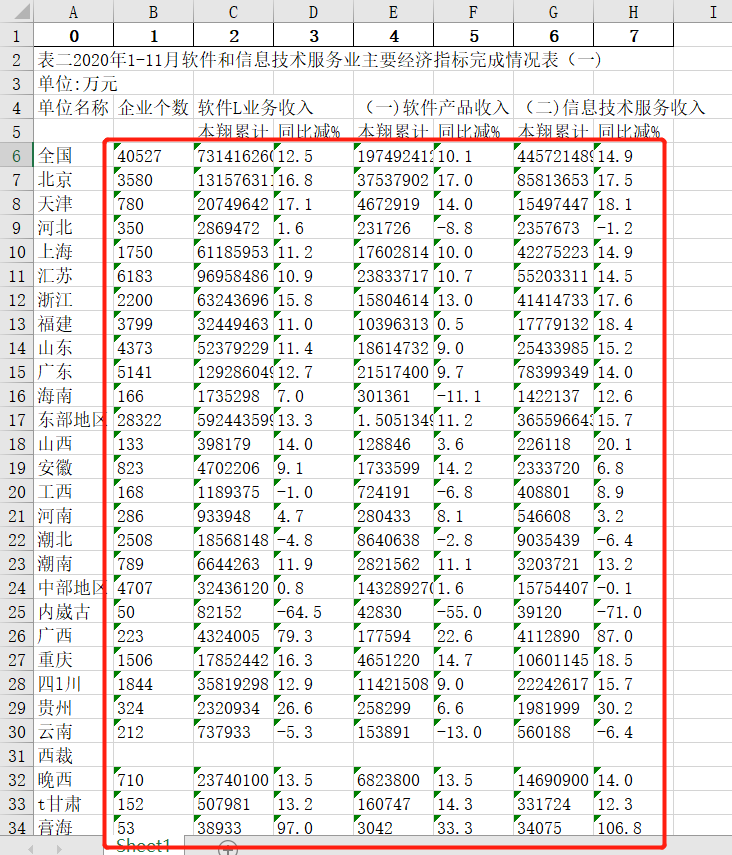 A B C D E F G H I
1 0 1 2 3 4 5 6 7
2 表二2020年1-11月软件和信息技术服务业主要经济指标完成情况表（一)
3 单位:万元
4 单位名称 企业个数 软件L业务收入 （一)软件产品收入 （二)信息技术服务收入
5 本翔累计 同比减% 本翔累计 同比减% 本翔累计 同比减%
6 全国 40527 731416260 12.5 197492412 10.1 445721489 14.9
7 北京 3580 131576311 16.8 37537902 17.0 85813653 17.5
8 天津 780 20749642 17.1 4672919 14.0 15497447 18.1
9 河北 350 2869472 1.6 231726 -8.8 2357673 -1.2
10 上海 1750 61185953 11.2 17602814 10.0 42275223 14.9
11 汇苏 6183 96958486 10.9 23833717 10.7 55203311 14.5
12 浙江 2200 63243696 15.8 15804614 13.0 41414733 17.6
13 福建 3799 32449463 11.0 10396313 0.5 17779132 18.4
14 山东 4373 52379229 11.4 18614732 9.0 25433985 15.2
15 广东 5141 129286049 12.7 21517400 9.7 78399349 14.0
16 海南 166 1735298 7.0 301361 -11.1 1422137 12.6
17 东部地区 28322 592443599 13.3 1.5051349 11.2 365596643 15.7
18 山西 133 398179 14.0 128846 3.6 226118 20.1
19 安徽 823 4702206 9.1 1733599 14.2 2333720 6.8
20 工西 168 1189375 -1.0 724191 -6.8 408801 8.9
21 河南 286 933948 4.7 280433 8.1 546608 3.2
22 潮北 2508 18568148 -4.8 8640638 -2.8 9035439 -6.4
23 潮南 789 6644263 11.9 2821562 11.1 3203721 13.2
24 中部地区 4707 32436120 0.8 143289270 1.6 15754407 -0.1
25 内崴古 50 82152 -64.5 42830 -55.0 39120 -71.0
26 广西 223 4324005 79.3 177594 22.6 4112890 87.0
27 重庆 1506 17852442 16.3 4651220 14.7 10601145 18.5
28 四1川 1844 35819298 12.9 11421508 9.0 22242617 15.7
29 贵州 324 2320934 26.6 258299 6.6 1981999 30.2
30 云南 212 737933 -5.3 153891 -13.0 560188 -6.4
31 西裁
32 晚西 710 23740100 13.5 6823800 13.5 14690900 14.0
33 t甘肃 152 507981 13.2 160747 14.3 331724 12.3
34 膏海 53 38933 97.0 3042 33.3 34075 106.8
Sheet1